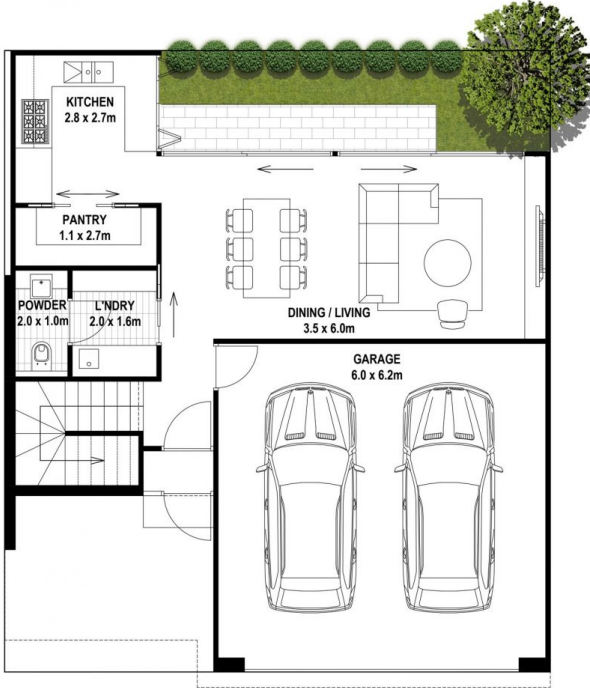 KITCHEN
2.8 x 2.7m
PANTRY
1.1 x 2.7m
POWDER
2.0 x 1.0m
L'NDRY
2.0 x 1.6m
DINING / LIVING
3.5 x 6.0m
GARAGE
6.0 x 6.2m